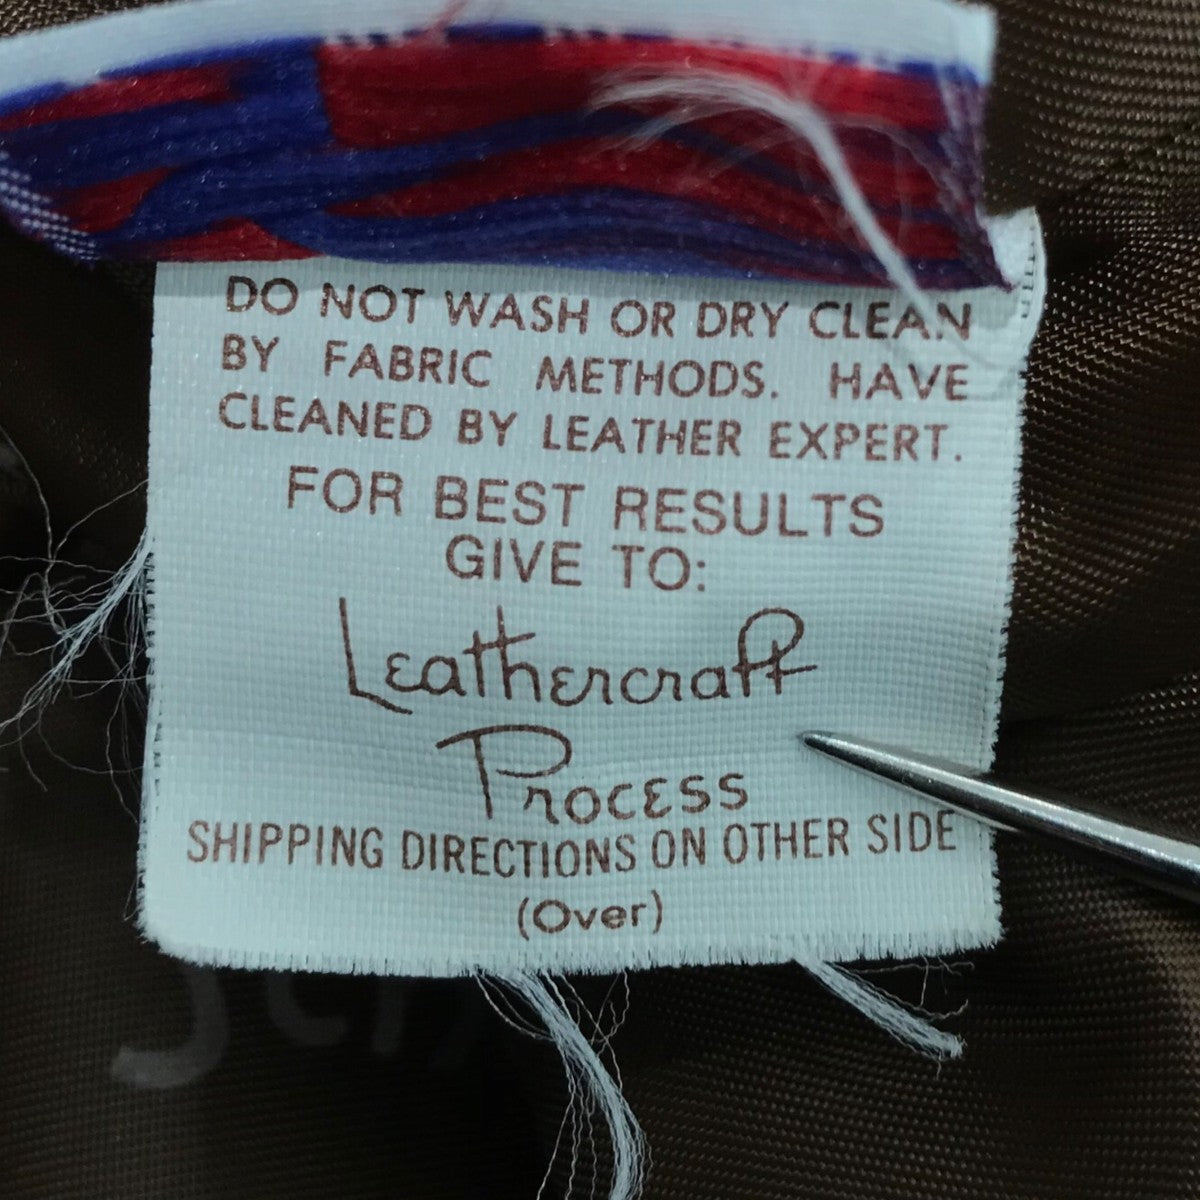 DO NOT WASH OR DRY CLEAN
BY FABRIC METHODS. HAVE
CLEANED BY LEATHER EXPERT.
FOR BEST RESULTS
GIVE TO:
Leathercraft
Process
SHIPPING DIRECTIONS ON OTHER SIDE
(Over)